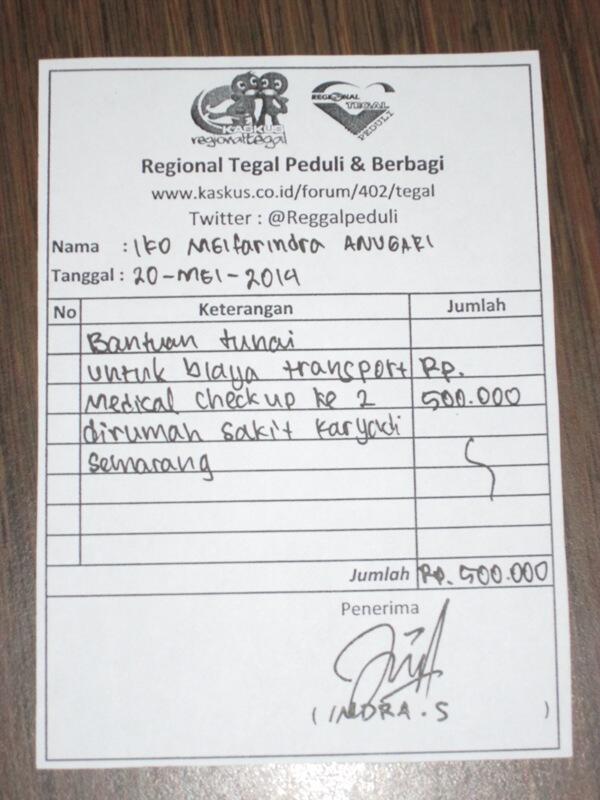 KASKUS
regionaltegal
REGIONAL
TEGAL
PEDULI
Regional Tegal Peduli & Berbagi
www.kaskus.co.id/forum/402/tegal
Twitter : @Reggalpeduli
Nama : IKO MEIfarindra ANUGARI
Tanggal : 20-MEI-2014
No Keterangan Jumlah
Bantuan tunai
untuk biaya transport Rp.
Medical Check up ke 2 500.000
dirumah sakit Karyadi
Semarang
Jumlah Rp. 500.000
Penerima
( INDRA.S )